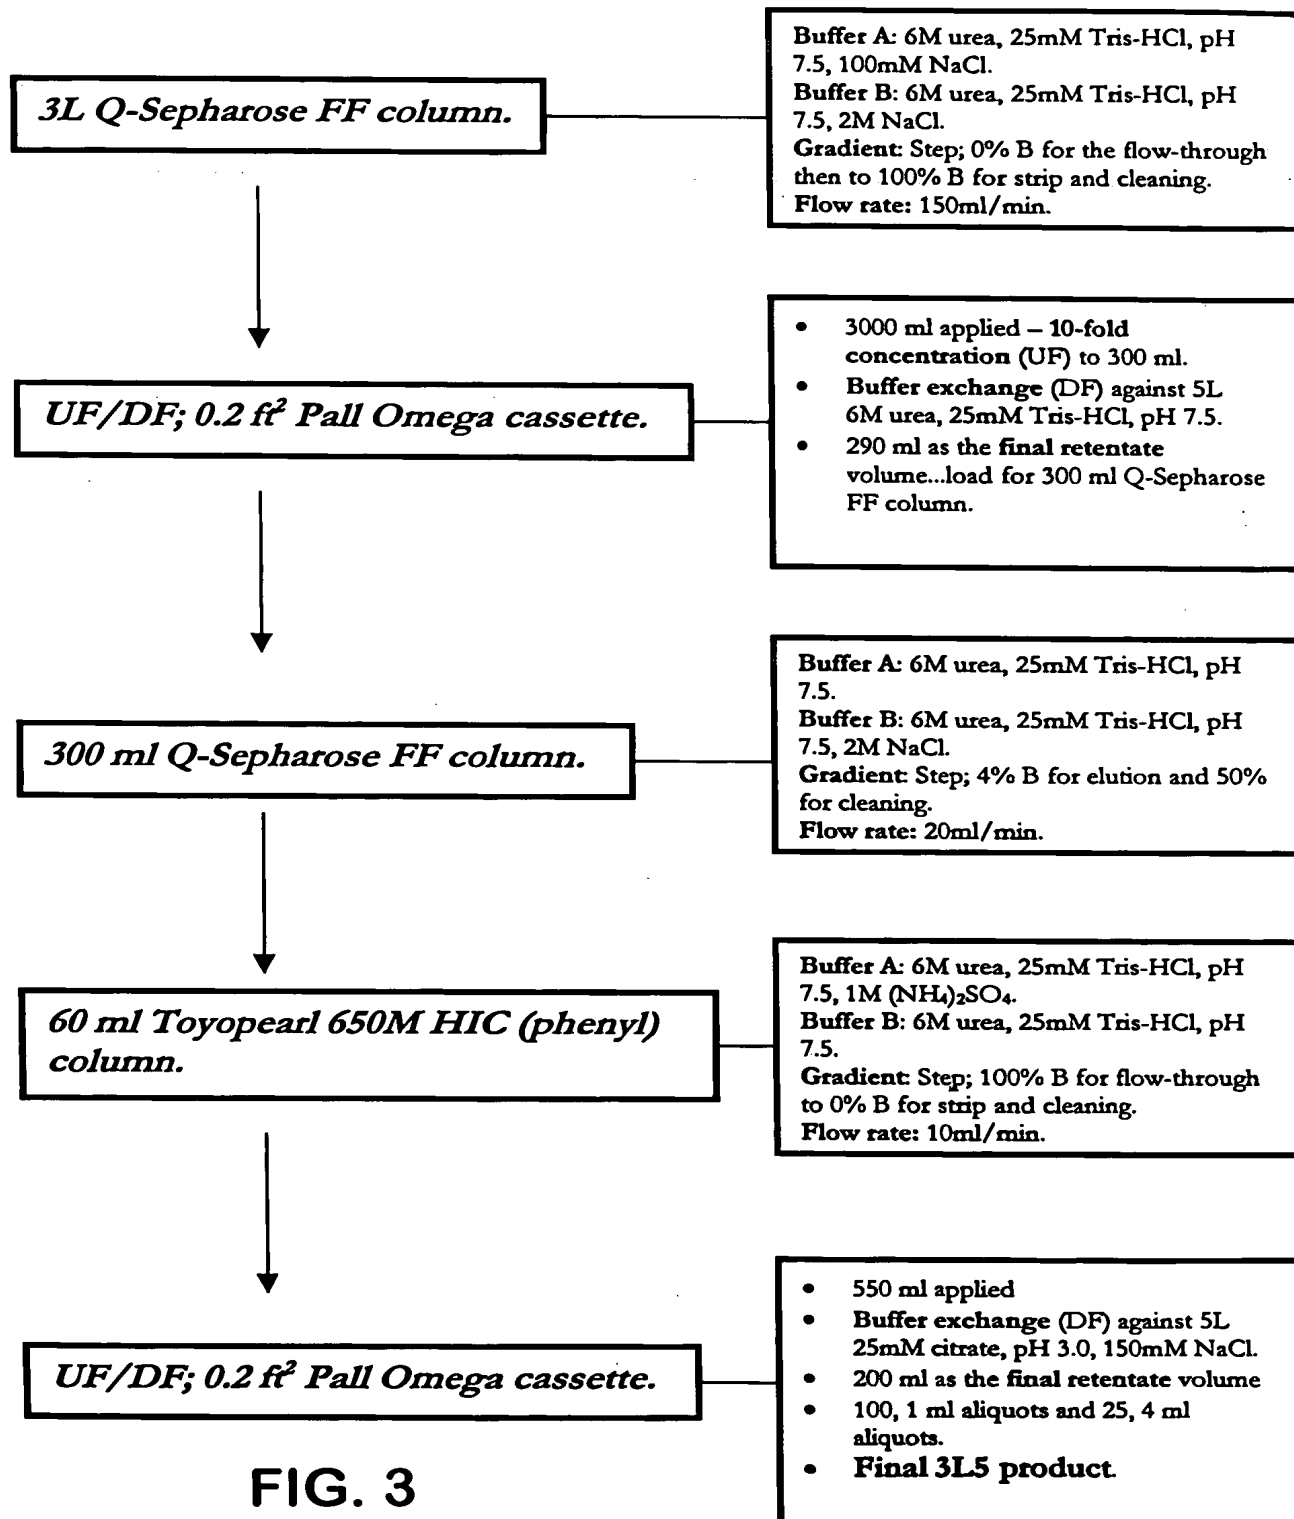 3L Q-Sepharose FF column.
Buffer A: 6M urea, 25mM Tris-HCl, pH
7.5, 100mM NaCl.
Buffer B: 6M urea, 25mM Tris-HCl, pH
7.5, 2M NaCl.
Gradient: Step; 0% B for the flow-through
then to 100% B for strip and cleaning.
Flow rate: 150ml/min.
UF/DF; 0.2 ft² Pall Omega cassette.
• 3000 ml applied – 10-fold
concentration (UF) to 300 ml.
• Buffer exchange (DF) against 5L
6M urea, 25mM Tris-HCl, pH 7.5.
• 290 ml as the final retentate
volume...load for 300 ml Q-Sepharose
FF column.
300 ml Q-Sepharose FF column.
Buffer A: 6M urea, 25mM Tris-HCl, pH
7.5.
Buffer B: 6M urea, 25mM Tris-HCl, pH
7.5, 2M NaCl.
Gradient: Step; 4% B for elution and 50%
for cleaning.
Flow rate: 20ml/min.
60 ml Toyopearl 650M HIC (phenyl)
column.
Buffer A: 6M urea, 25mM Tris-HCl, pH
7.5, 1M (NH₄)₂SO₄.
Buffer B: 6M urea, 25mM Tris-HCl, pH
7.5.
Gradient: Step; 100% B for flow-through
to 0% B for strip and cleaning.
Flow rate: 10ml/min.
UF/DF; 0.2 ft² Pall Omega cassette.
• 550 ml applied
• Buffer exchange (DF) against 5L
25mM citrate, pH 3.0, 150mM NaCl.
• 200 ml as the final retentate volume
• 100, 1 ml aliquots and 25, 4 ml
aliquots.
• Final 3L5 product.
FIG. 3